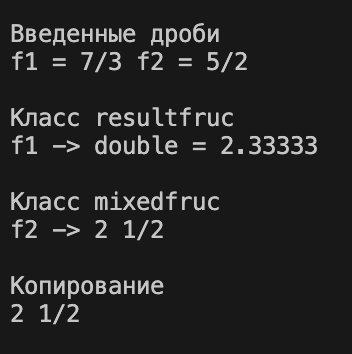 Введенные дроби
f1 = 7/3 f2 = 5/2
Класс resultfruc
f1 -> double = 2.33333
Класс mixedfruc
f2 -> 2 1/2
Копирование
2 1/2